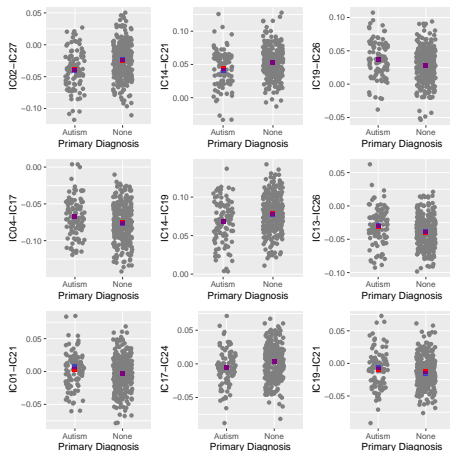 IC02−IC27
0.05
0.00
−0.05
−0.10
Autism
None
Primary Diagnosis
IC14−IC21
0.10
0.05
0.00
Autism
None
Primary Diagnosis
IC19−IC26
0.10
0.05
0.00
−0.05
Autism
None
Primary Diagnosis
IC04−IC17
0.00
−0.05
−0.10
Autism
None
Primary Diagnosis
IC14−IC19
0.15
0.10
0.05
0.00
Autism
None
Primary Diagnosis
IC13−IC26
0.05
0.00
−0.05
−0.10
Autism
None
Primary Diagnosis
IC01−IC21
0.05
0.00
−0.05
Autism
None
Primary Diagnosis
IC17−IC24
0.05
0.00
−0.05
Autism
None
Primary Diagnosis
IC19−IC21
0.05
0.00
−0.05
Autism
None
Primary Diagnosis